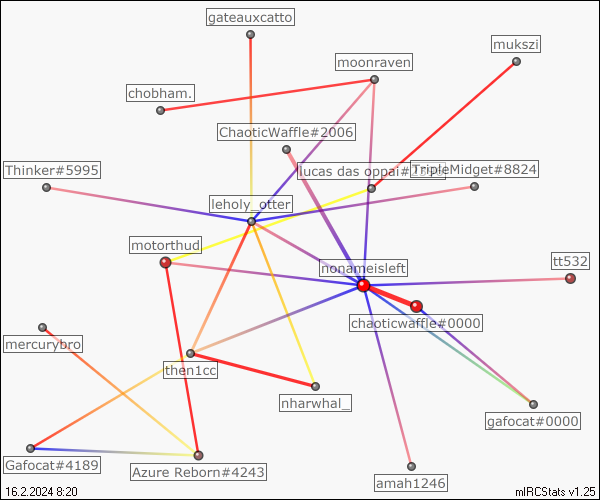 gateauxcatto
mukszi
moonraven
chobham.
ChaoticWaffle#2006
Thinker#5995
lucas das oppai#2
TripleMidget#8824
leholy_otter
motorthud
tt532
nonameisleft
chaoticwaffle#0000
mercurybro
then1cc
nharwhal_
gafocat#0000
Gafocat#4189
Azure Reborn#4243
amah1246
16.2.2024 8:20
mIRCStats v1.25